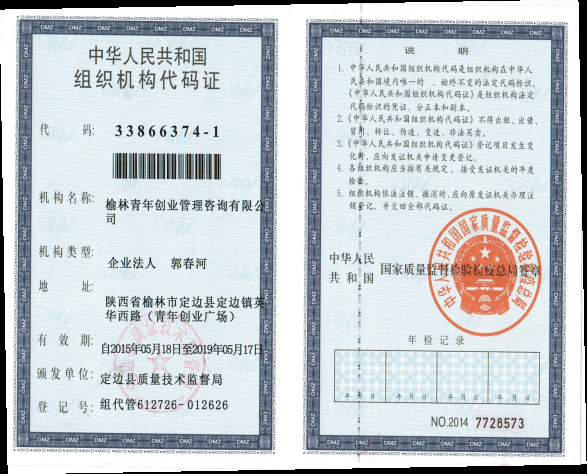 中华人民共和国
组织机构代码证
代 码: 33866374-1
机构名称: 榆林青年创业管理咨询有限公
司
机构类型: 企业法人 郭春河
地 址: 陕西省榆林市定边县定边镇英
华西路(青年创业广场)
有 效 期: 自2015年05月18日至2019年05月17日
颁发单位: 定边县质量技术监督局
登 记 号: 组代管612726-012626
说 明
1. 中华人民共和国组织机构代码是组织机构在中华人
民共和国境内唯一的、始终不变的法定代码标识,
《中华人民共和国组织机构代码证》是组织机构法定
代码标识的凭证,分正本和副本。
2. 《中华人民共和国组织机构代码证》不得出租、出借、
冒用、转让、伪造、变造、非法买卖。
3. 《中华人民共和国组织机构代码证》登记项目发生变
化时,应向发证机关申请变更登记。
4. 各组织机构应当按有关规定,接受发证机关的年度
检验。
5. 组织机构依法注销、撤消时,应向原发证机关办理注
销登记,并交回全部代码证。
中华人民
共 和 国 国家质量监督检验检疫总局签章
中华人民共和国国家质量监督检验检疫总局
年 检 记 录
年 月 日 年 月 日 年 月 日 年 月 日
NO.2014 7728573